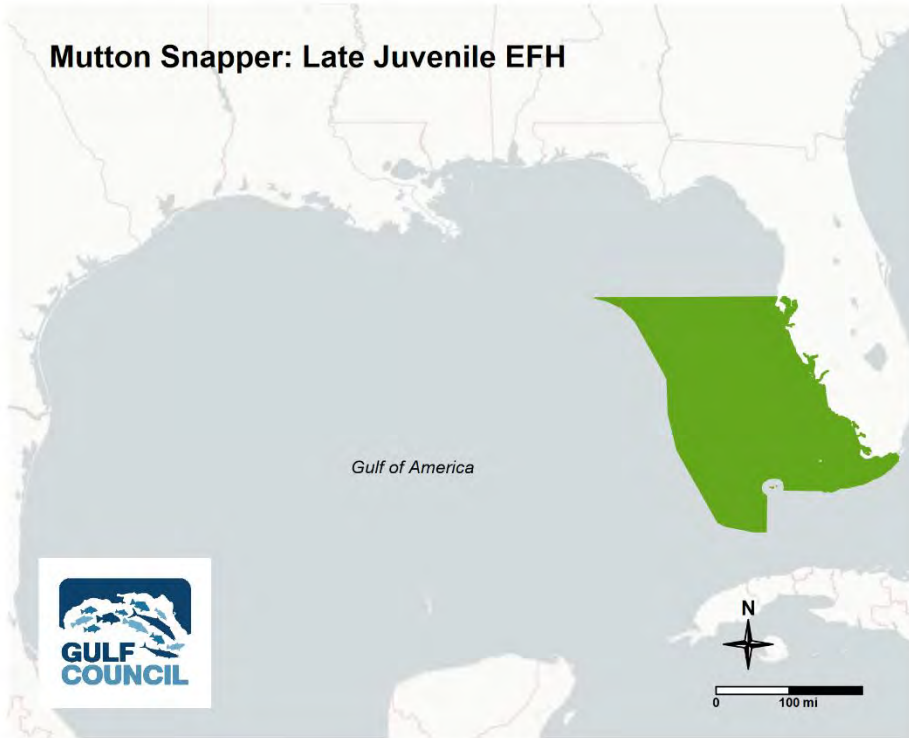 Mutton Snapper: Late Juvenile EFH
Gulf of America
GULF
COUNCIL
N
0 100 mi